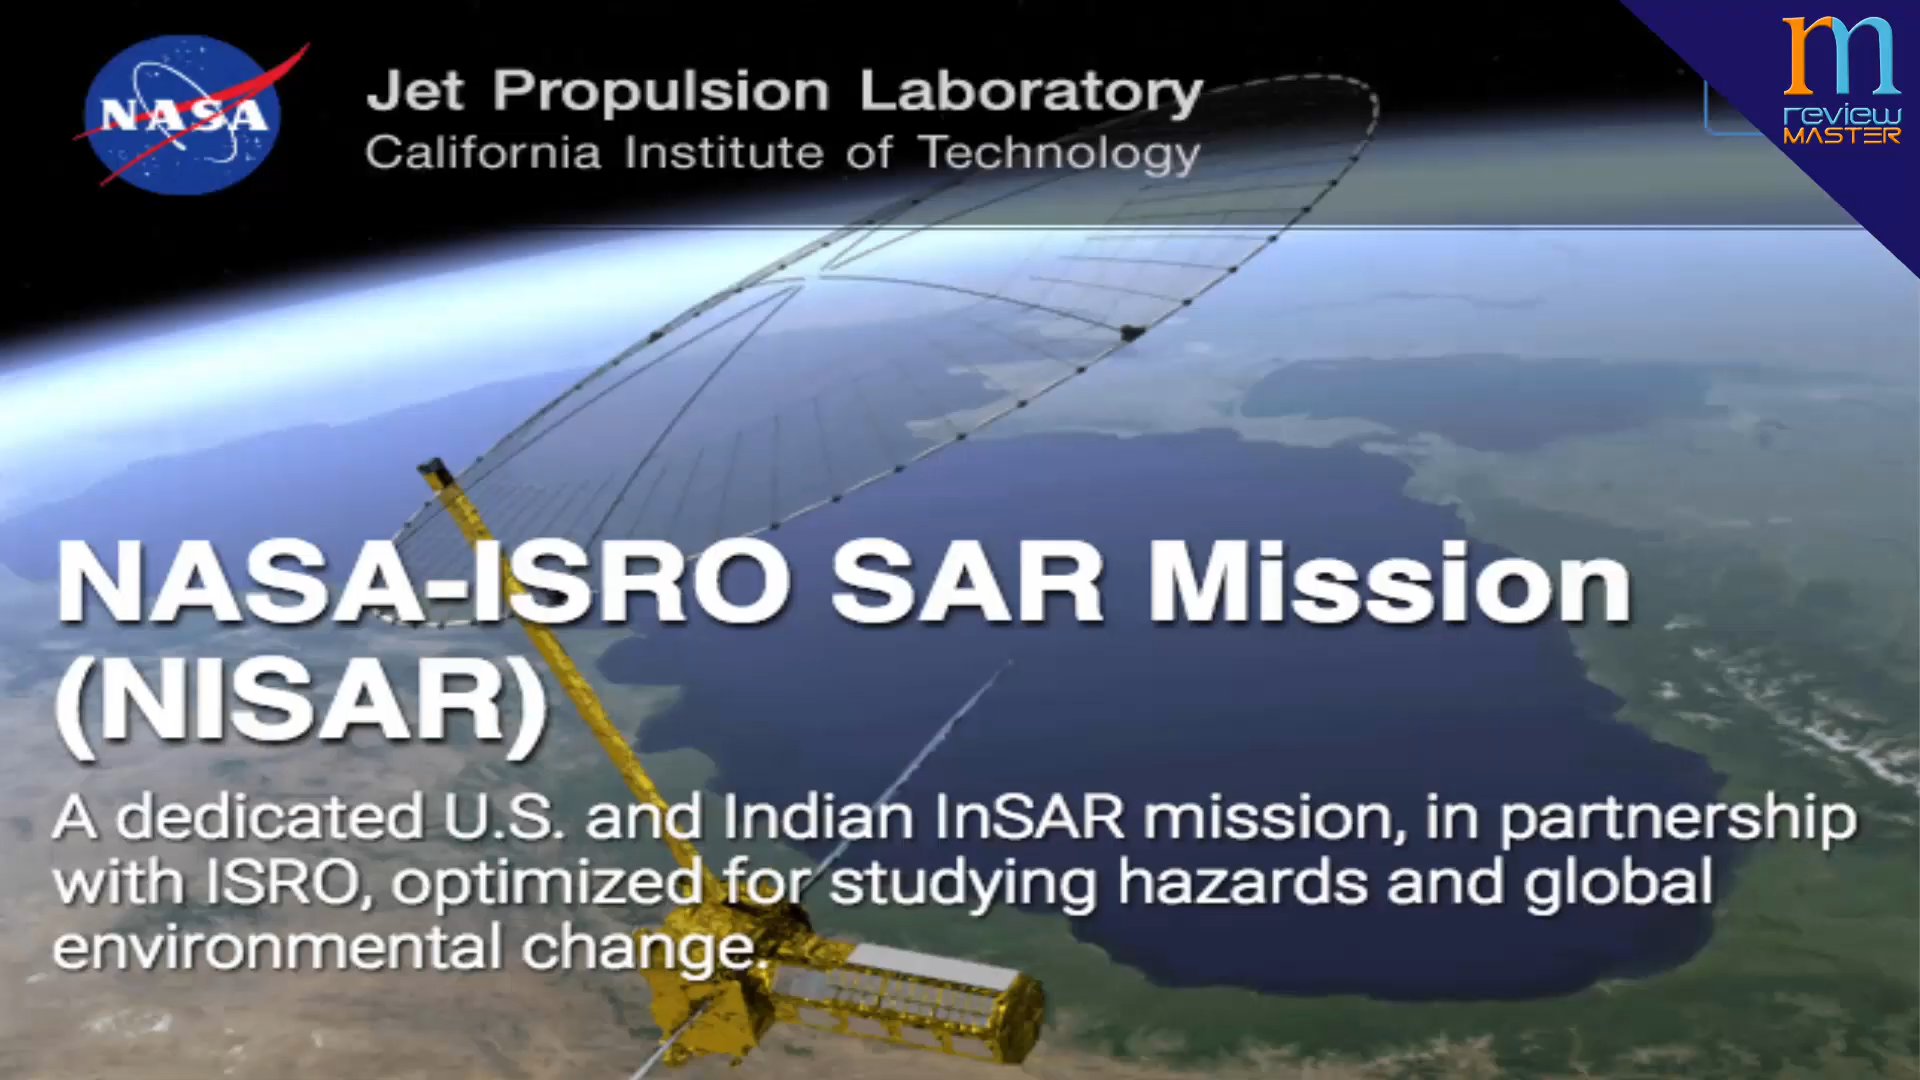 NASA
Jet Propulsion Laboratory
California Institute of Technology
rm
review
MASTER
NASA-ISRO SAR Mission
(NISAR)
A dedicated U.S. and Indian InSAR mission, in partnership
with ISRO, optimized for studying hazards and global
environmental change.